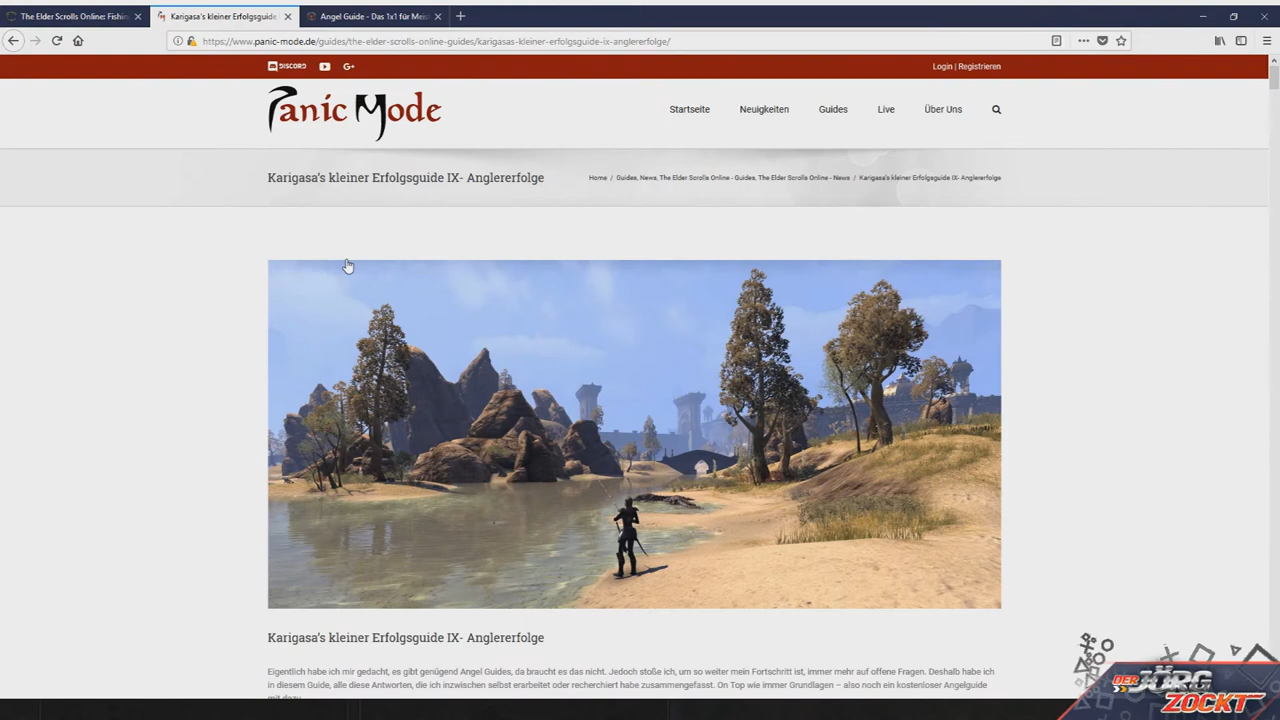 The Elder Scrolls Online: Fishin
Karigasa's kleiner Erfolgsguide
Angel Guide - Das 1x1 für Meis
https://www.panic-mode.de/guides/the-elder-scrolls-online-guides/karigasas-kleiner-erfolgsguide-ix-anglererfolge/
DISCORD
G+
Login | Registrieren
Panic Mode
Startseite
Neuigkeiten
Guides
Live
Über Uns
Karigasa's kleiner Erfolgsguide IX- Anglererfolge
Home / Guides, News, The Elder Scrolls Online - Guides, The Elder Scrolls Online - News / Karigasa's kleiner Erfolgsguide IX- Anglererfolge
Karigasa's kleiner Erfolgsguide IX- Anglererfolge
Eigentlich habe ich mir gedacht, es gibt genügend Angel Guides, da braucht es das nicht. Jedoch stoße ich, um so weiter mein Fortschritt ist, immer mehr auf offene Fragen. Deshalb habe ich
in diesem Guide, alle diese Antworten, die ich inzwischen selbst erarbeitet oder recherchiert habe zusammengefasst. On Top wie immer Grundlagen – also noch ein kostenloser Angelguide
mit dazu
DER
JÖRG
ZOCKT